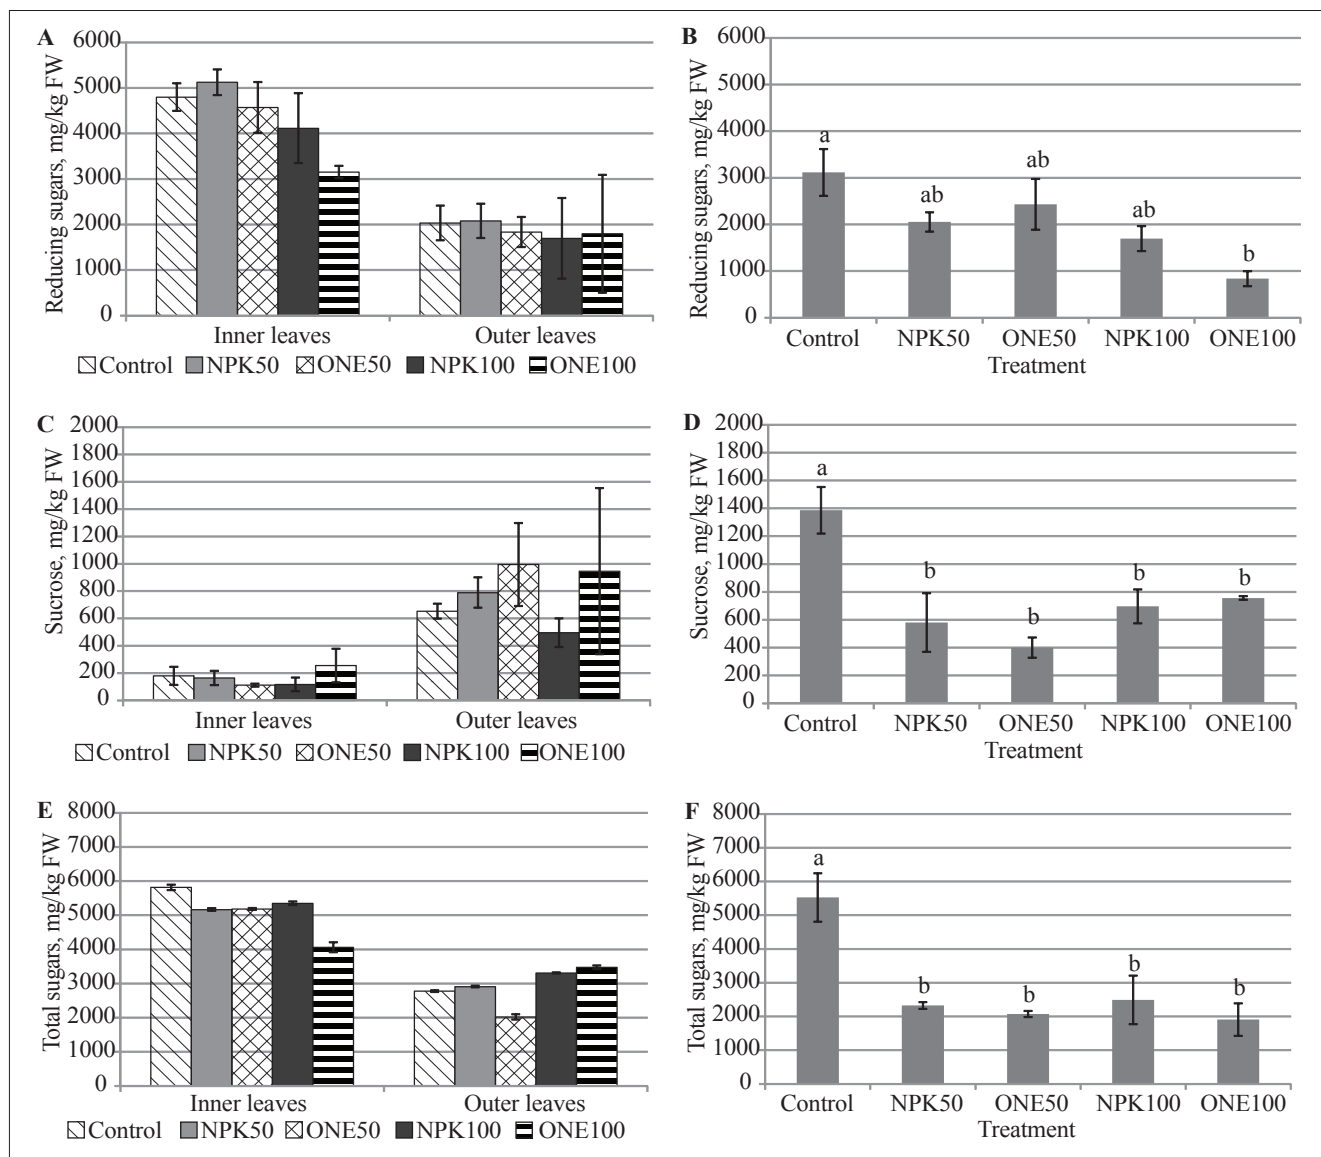 A
Reducing sugars, mg/kg FW
6000
5000
4000
3000
2000
1000
0
Inner leaves Outer leaves
Control NPK50 ONE50 NPK100 ONE100
B
Reducing sugars, mg/kg FW
6000
5000
4000
3000
2000
1000
0
a ab ab ab b
Control NPK50 ONE50 NPK100 ONE100
Treatment
C
Sucrose, mg/kg FW
2000
1800
1600
1400
1200
1000
800
600
400
200
0
Inner leaves Outer leaves
Control NPK50 ONE50 NPK100 ONE100
D
Sucrose, mg/kg FW
2000
1800
1600
1400
1200
1000
800
600
400
200
0
a b b b b
Control NPK50 ONE50 NPK100 ONE100
Treatment
E
Total sugars, mg/kg FW
8000
7000
6000
5000
4000
3000
2000
1000
0
Inner leaves Outer leaves
Control NPK50 ONE50 NPK100 ONE100
F
Total sugars, mg/kg FW
8000
7000
6000
5000
4000
3000
2000
1000
0
a b b b b
Control NPK50 ONE50 NPK100 ONE100
Treatment